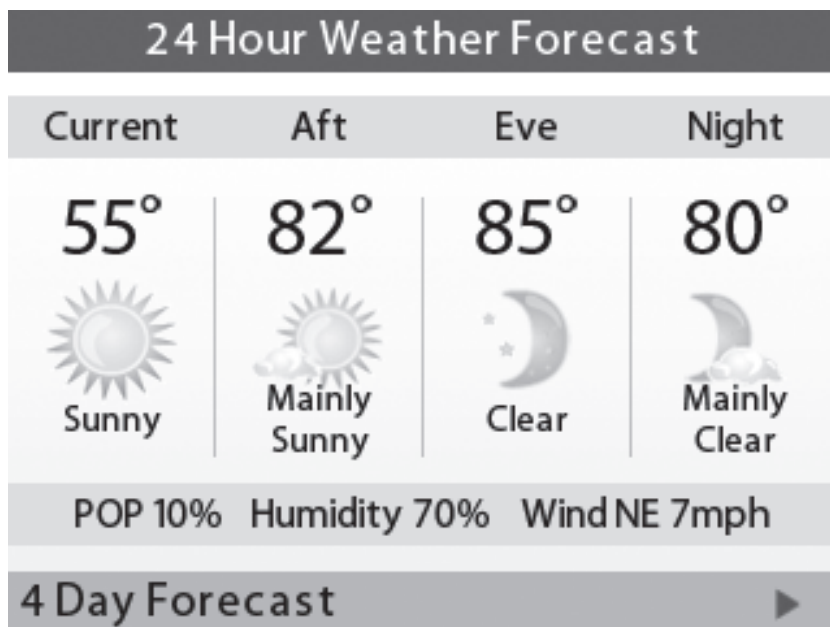 24 Hour Weather Forecast
Current Aft Eve Night
55° 82° 85° 80°
Sunny Mainly Sunny Clear Mainly Clear
POP 10% Humidity 70% Wind NE 7mph
4 Day Forecast